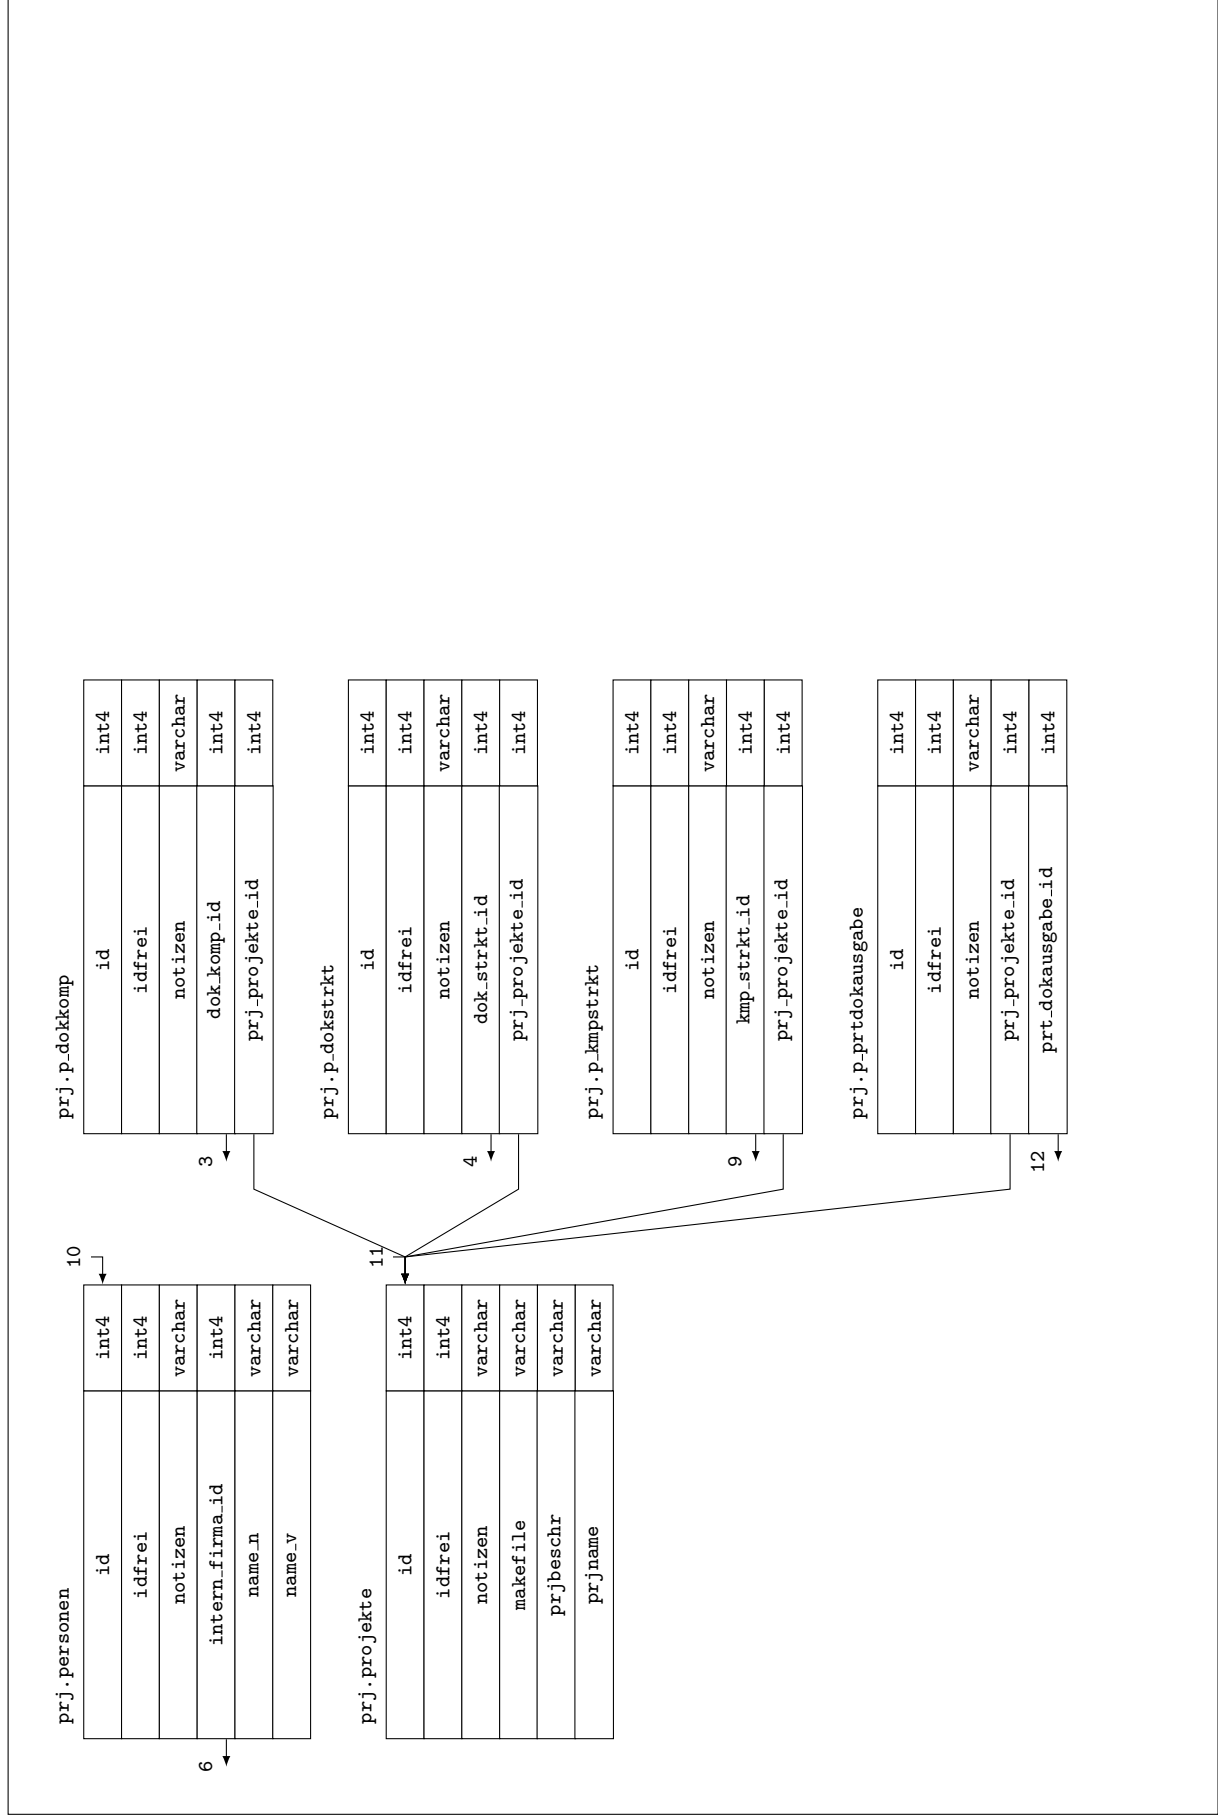 prj.personen
10
id int4
idfrei int4
notizen varchar
intern_firma_id int4
6
name_n varchar
name_v varchar
prj.projekte
11
id int4
idfrei int4
notizen varchar
makefile varchar
prjbeschr varchar
prjname varchar
prj.p_dokkomp
id int4
idfrei int4
notizen varchar
3
dok_komp_id int4
prj_projekte_id int4
prj.p_dokstrkt
id int4
idfrei int4
notizen varchar
4
dok_strkt_id int4
prj_projekte_id int4
prj.p_kmpstrkt
id int4
idfrei int4
notizen varchar
9
kmp_strkt_id int4
prj_projekte_id int4
prj.p_prtdokausgabe
id int4
idfrei int4
notizen varchar
prj_projekte_id int4
12
prt_dokausgabe_id int4